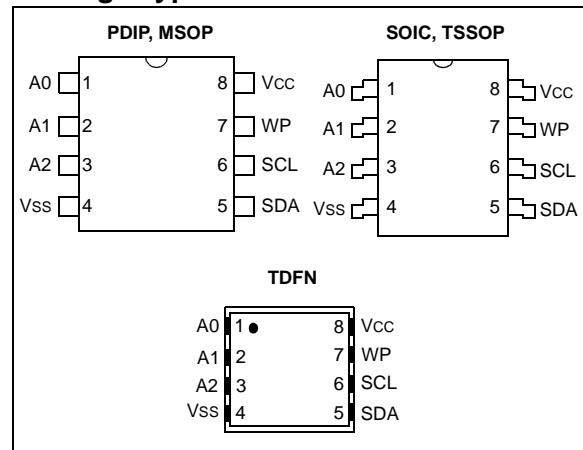 PDIP, MSOP
A0 1 8 VCC
A1 2 7 WP
A2 3 6 SCL
VSS 4 5 SDA
SOIC, TSSOP
A0 1 8 VCC
A1 2 7 WP
A2 3 6 SCL
VSS 4 5 SDA
TDFN
A0 1 8 VCC
A1 2 7 WP
A2 3 6 SCL
VSS 4 5 SDA